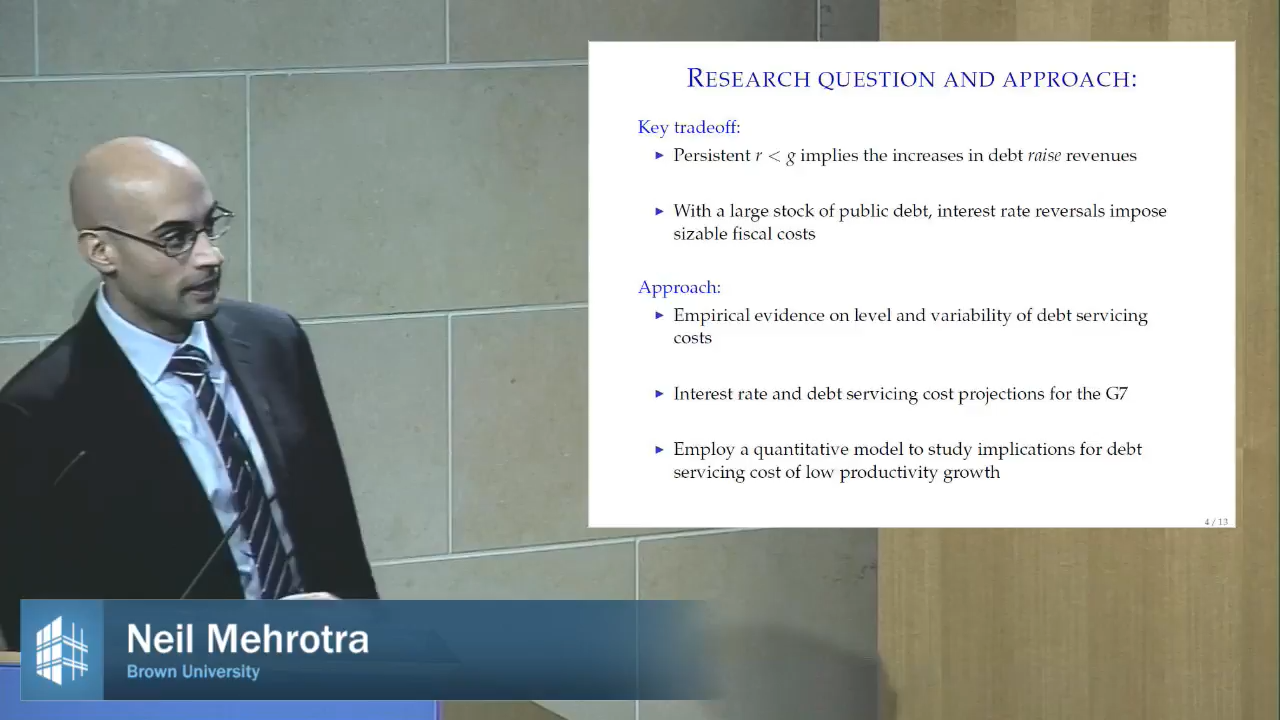 RESEARCH QUESTION AND APPROACH:
Key tradeoff:
▶ Persistent r < g implies the increases in debt raise revenues
▶ With a large stock of public debt, interest rate reversals impose
sizable fiscal costs
Approach:
▶ Empirical evidence on level and variability of debt servicing
costs
▶ Interest rate and debt servicing cost projections for the G7
▶ Employ a quantitative model to study implications for debt
servicing cost of low productivity growth
4 / 13
Neil Mehrotra
Brown University